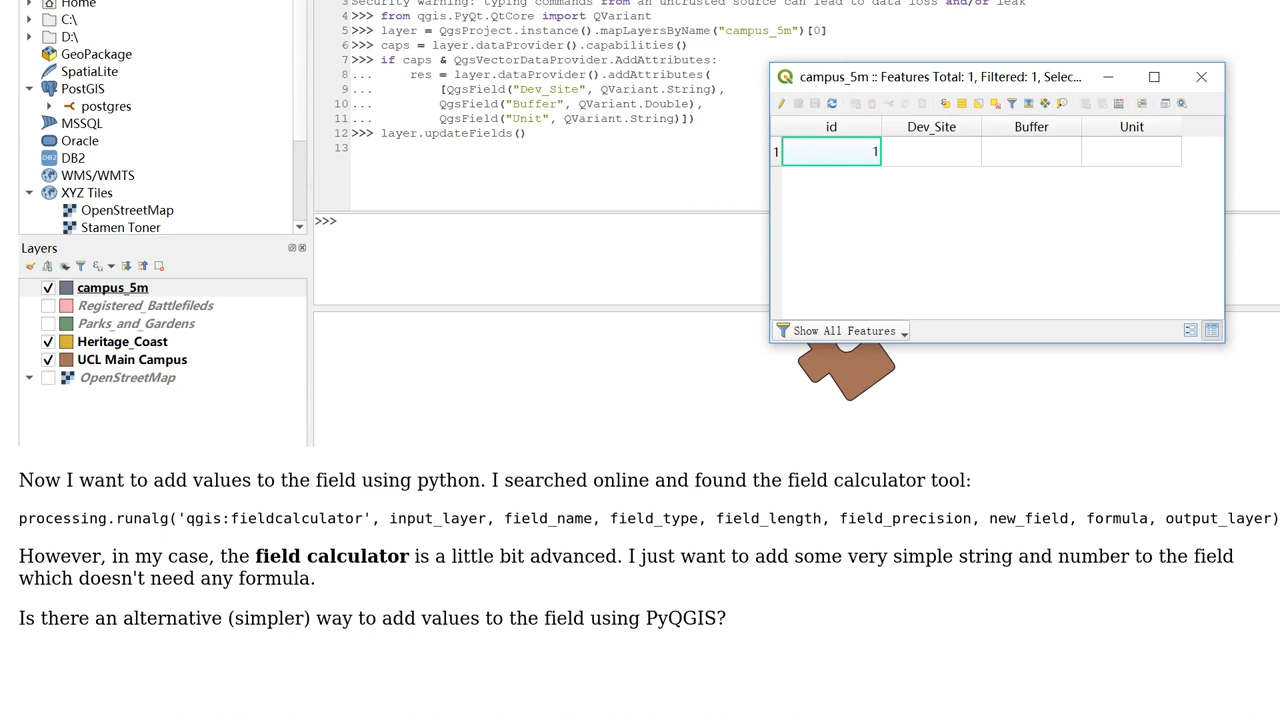 Home
C:\
D:\
GeoPackage
SpatiaLite
PostGIS
postgres
MSSQL
Oracle
DB2
WMS/WMTS
XYZ Tiles
OpenStreetMap
Stamen Toner
Layers
campus_5m
Registered_Battlefileds
Parks_and_Gardens
Heritage_Coast
UCL Main Campus
OpenStreetMap
3 Security warning: typing commands from an untrusted source can lead to data loss and/or leak
4 >>> from qgis.PyQt.QtCore import QVariant
5 >>> layer = QgsProject.instance().mapLayersByName("campus_5m")[0]
6 >>> caps = layer.dataProvider().capabilities()
7 >>> if caps & QgsVectorDataProvider.AddAttributes:
8 ...     res = layer.dataProvider().addAttributes(
9 ...         [QgsField("Dev_Site", QVariant.String),
10 ...         QgsField("Buffer", QVariant.Double),
11 ...         QgsField("Unit", QVariant.String)])
12 >>> layer.updateFields()
13
>>>
campus_5m :: Features Total: 1, Filtered: 1, Selec...
id Dev_Site Buffer Unit
1 1
Show All Features
Now I want to add values to the field using python. I searched online and found the field calculator tool:
processing.runalg('qgis:fieldcalculator', input_layer, field_name, field_type, field_length, field_precision, new_field, formula, output_layer)
However, in my case, the field calculator is a little bit advanced. I just want to add some very simple string and number to the field
which doesn't need any formula.
Is there an alternative (simpler) way to add values to the field using PyQGIS?